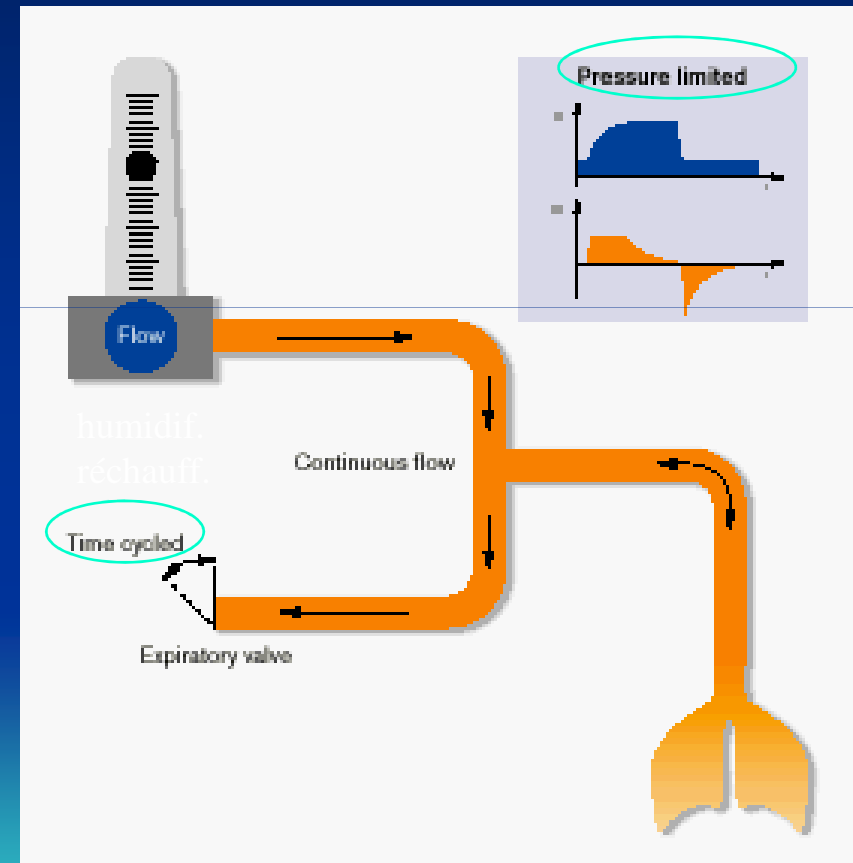 Pressure limited
Flow
humidif.
réchauff.
Continuous flow
Time cycled
Expiratory valve